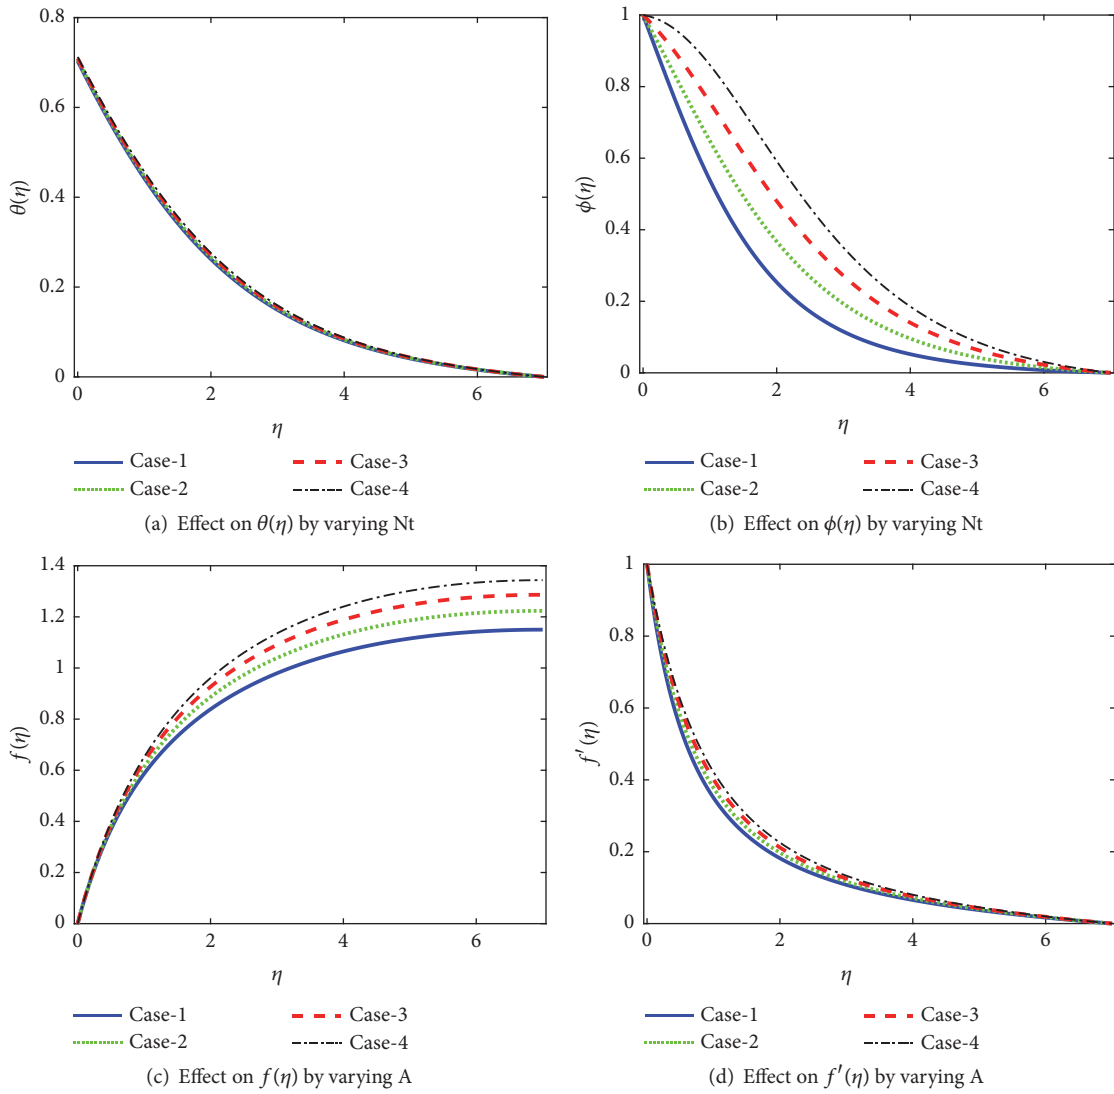 0.8
0.6
0.4
0.2
0
θ(η)
0 2 4 6
η
Case-1 Case-3
Case-2 Case-4
(a) Effect on θ(η) by varying Nt
1
0.8
0.6
0.4
0.2
0
ϕ(η)
0 2 4 6
η
Case-1 Case-3
Case-2 Case-4
(b) Effect on ϕ(η) by varying Nt
1.4
1.2
1
0.8
0.6
0.4
0.2
0
f(η)
0 2 4 6
η
Case-1 Case-3
Case-2 Case-4
(c) Effect on f(η) by varying A
1
0.8
0.6
0.4
0.2
0
f′(η)
0 2 4 6
η
Case-1 Case-3
Case-2 Case-4
(d) Effect on f′(η) by varying A